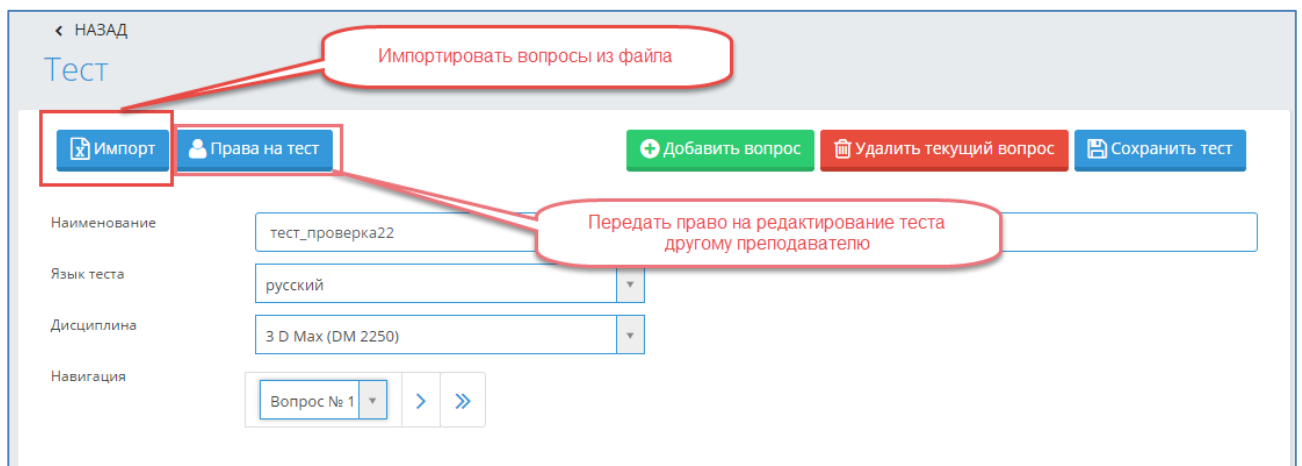 НАЗАД
Импортировать вопросы из файла
Тест
Импорт
Права на тест
Добавить вопрос
Удалить текущий вопрос
Сохранить тест
Передать право на редактирование теста
другому преподавателю
Наименование
тест_проверка22
Язык теста
русский
Дисциплина
3 D Max (DM 2250)
Навигация
Вопрос № 1